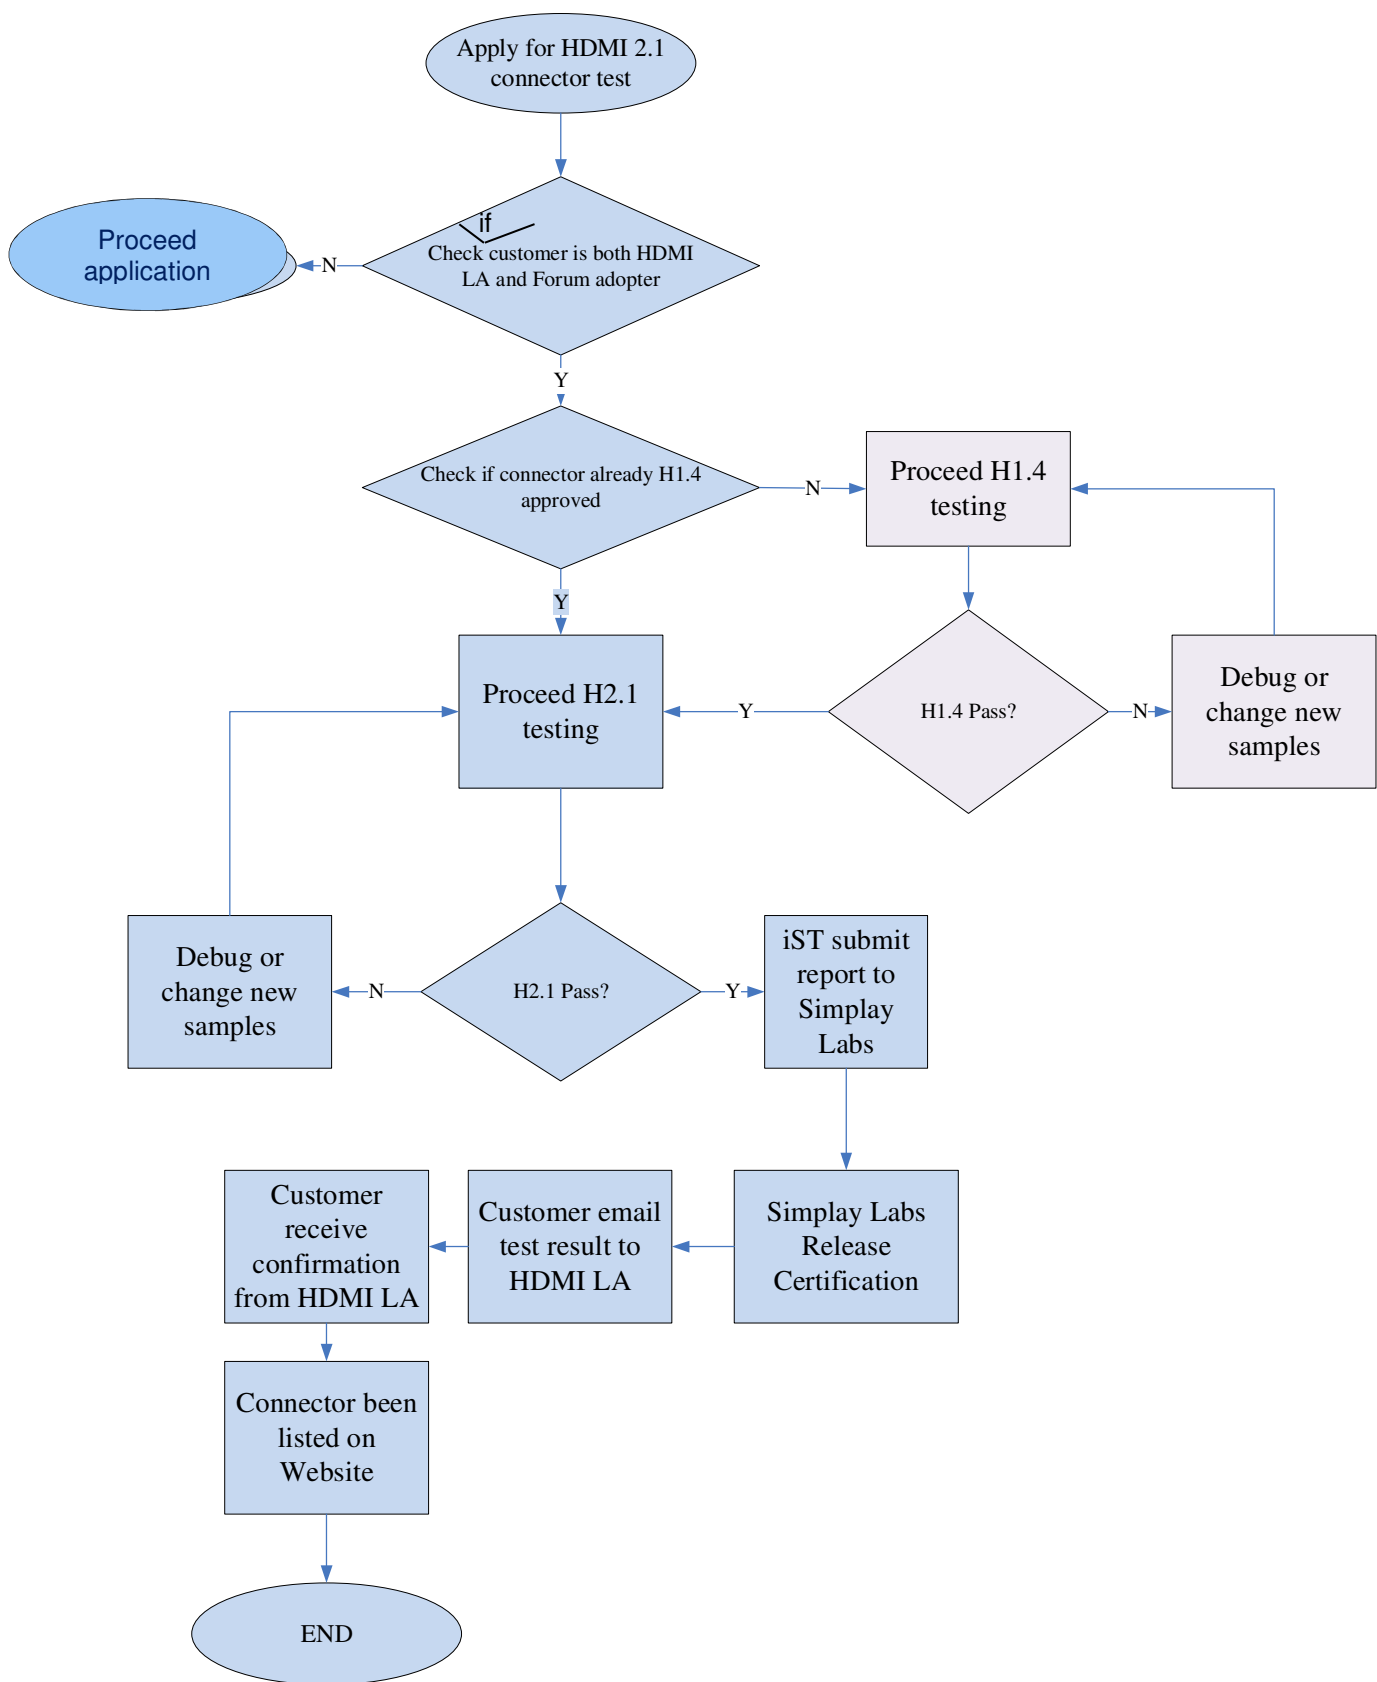 Apply for HDMI 2.1
connector test
if
Check customer is both HDMI
LA and Forum adopter
N
Proceed
application
Y
Check if connector already H1.4
approved
N
Proceed H1.4
testing
Y
Proceed H2.1
testing
Y
H1.4 Pass?
N
Debug or
change new
samples
Debug or
change new
samples
N
H2.1 Pass?
Y
iST submit
report to
Simplay
Labs
Simplay Labs
Release
Certification
Customer email
test result to
HDMI LA
Customer
receive
confirmation
from HDMI LA
Connector been
listed on
Website
END